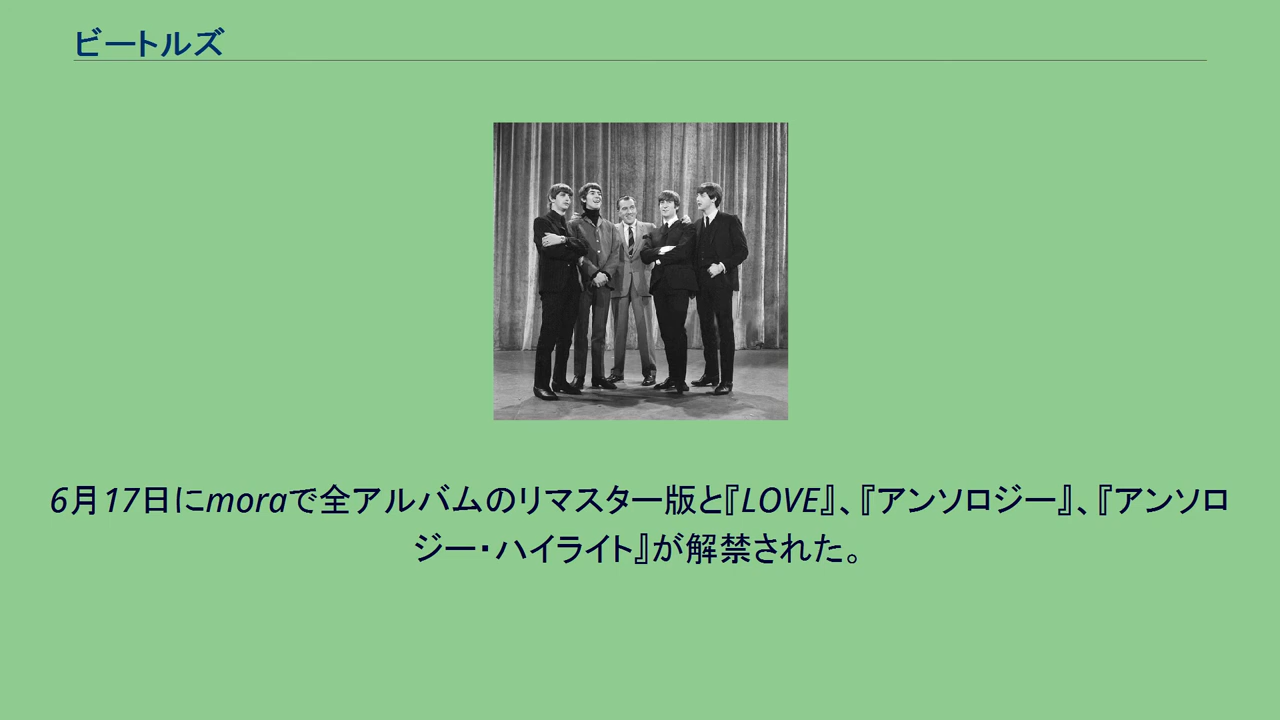 ビートルズ
6月17日にmoraで全アルバムのリマスター版と『LOVE』、『アンソロジー』、『アンソロ
ジー・ハイライト』が解禁された。